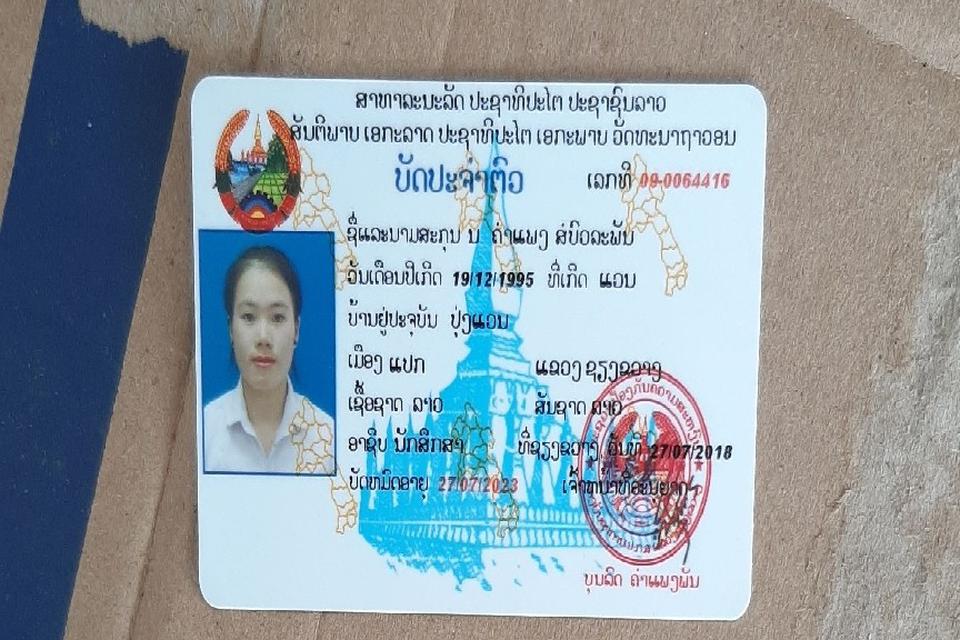 ສາທາລະນະລັດ ປະຊາທິປະໄຕ ປະຊາຊົນລາວ
ສັນຕິພາບ ເອກະລາດ ປະຊາທິປະໄຕ ເອກະພາບ ວັດທະນາຖາວອນ
ບັດປະຈຳຕົວ ເລກທີ 09-0064416
ຊື່ແລະນາມສະກຸນ ນ ຄຳແພງ ສໍບົວລະພັນ
ວັນເດືອນປີເກີດ 19/12/1995 ທີ່ເກີດ ແວນ
ບ້ານຢູ່ປະຈຸບັນ ປຸ່ງແວນ
ເມືອງ ແປກ ແຂວງ ຊຽງຂວາງ
ເຊື້ອຊາດ ລາວ ສັນຊາດ ລາວ
ອາຊີບ ນັກສຶກສາ ທີ່ຊຽງຂວາງ ວັນທີ 27/07/2018
ບັດຫມົດອາຍຸ 27/07/2023 ເຈົ້າຫນ້າທີ່ອະນຸຍາດ
ບຸນລິດ ຄຳແພງພັນ